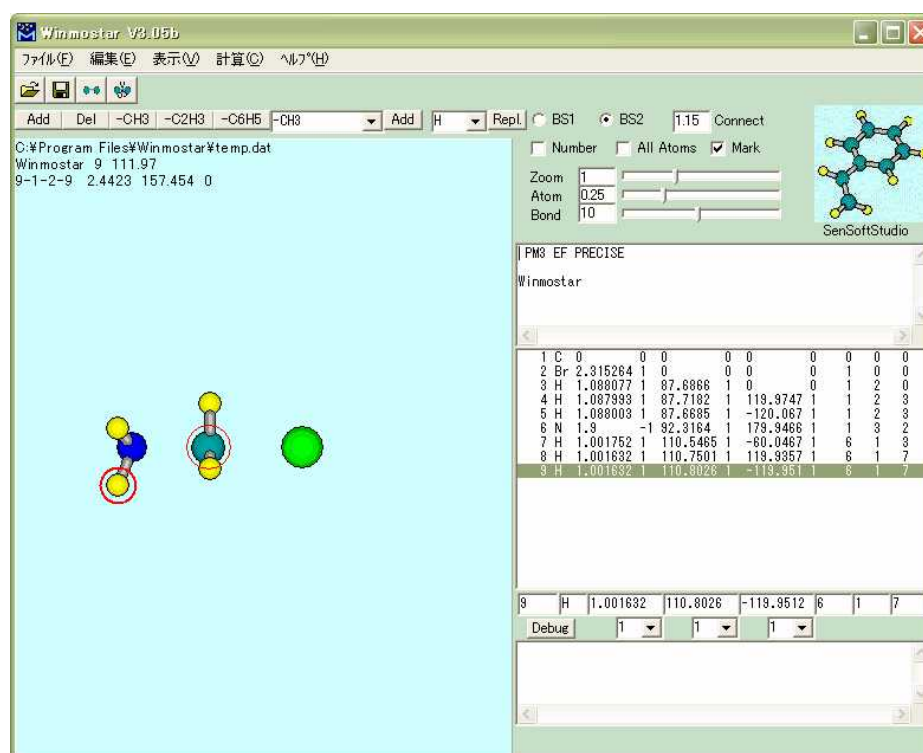 Winmostar V3.05b
ファイル(F) 編集(E) 表示(V) 計算(C) ヘルプ(H)
Add Del -CH3 -C2H3 -C6H5 -CH3 Add H Repl. BS1 BS2 1.15 Connect
C:¥Program Files¥Winmostar¥temp.dat
Winmostar 9 111.97
9-1-2-9 2.4423 157.454 0
Number All Atoms Mark
Zoom 1
Atom 0.25
Bond 10
SenSoftStudio
PM3 EF PRECISE
Winmostar
1 C 0 0 0 0 0 0 0 0 0
2 Br 2.315264 1 0 0 0 0 1 0 0
3 H 1.088077 1 87.6866 1 0 0 1 2 0
4 H 1.087993 1 87.7182 1 119.9747 1 1 2 3
5 H 1.088003 1 87.6685 1 -120.067 1 1 2 3
6 N 1.9 -1 92.3164 1 179.9466 1 1 3 2
7 H 1.001752 1 110.5465 1 -60.0467 1 6 1 3
8 H 1.001632 1 110.7501 1 119.9357 1 6 1 7
9 H 1.001632 1 110.8026 1 -119.951 1 6 1 7
9 H 1.001632 110.8026 -119.9512 6 1 7
Debug 1 1 1